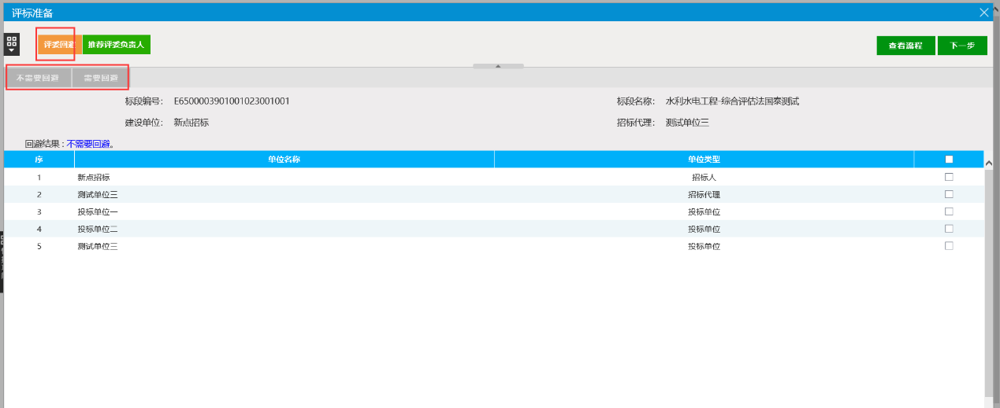 评标准备
评委回避 推荐评委负责人 查看流程 下一步
不需要回避 需要回避
标段编号： E6500003901001023001001 标段名称： 水利水电工程-综合评估法国泰测试
建设单位： 新点招标 招标代理： 测试单位三
回避结果：不需要回避。
序 单位名称 单位类型
1 新点招标 招标人
2 测试单位三 招标代理
3 投标单位一 投标单位
4 投标单位二 投标单位
5 测试单位三 投标单位